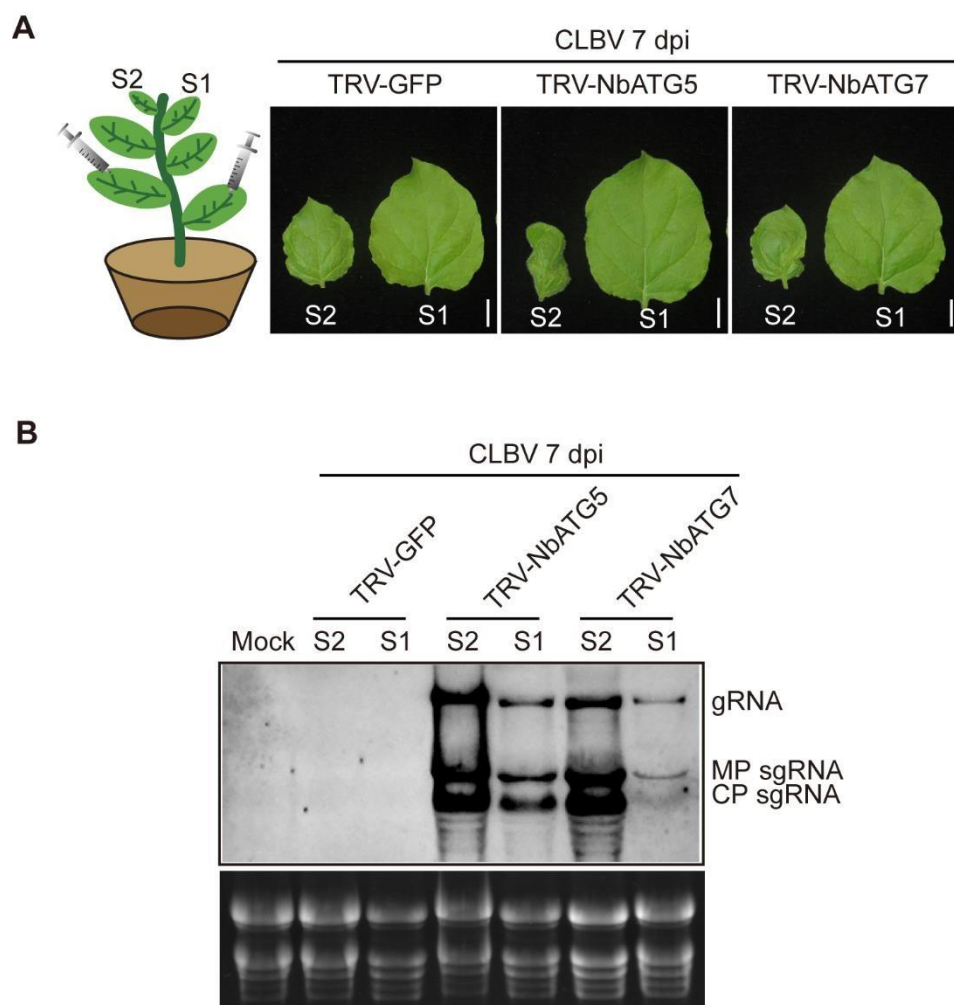 A
CLBV 7 dpi
TRV-GFP TRV-NbATG5 TRV-NbATG7
S2 S1
S2 S1 S2 S1 S2 S1
B
CLBV 7 dpi
TRV-GFP TRV-NbATG5 TRV-NbATG7
Mock S2 S1 S2 S1 S2 S1
gRNA
MP sgRNA
CP sgRNA